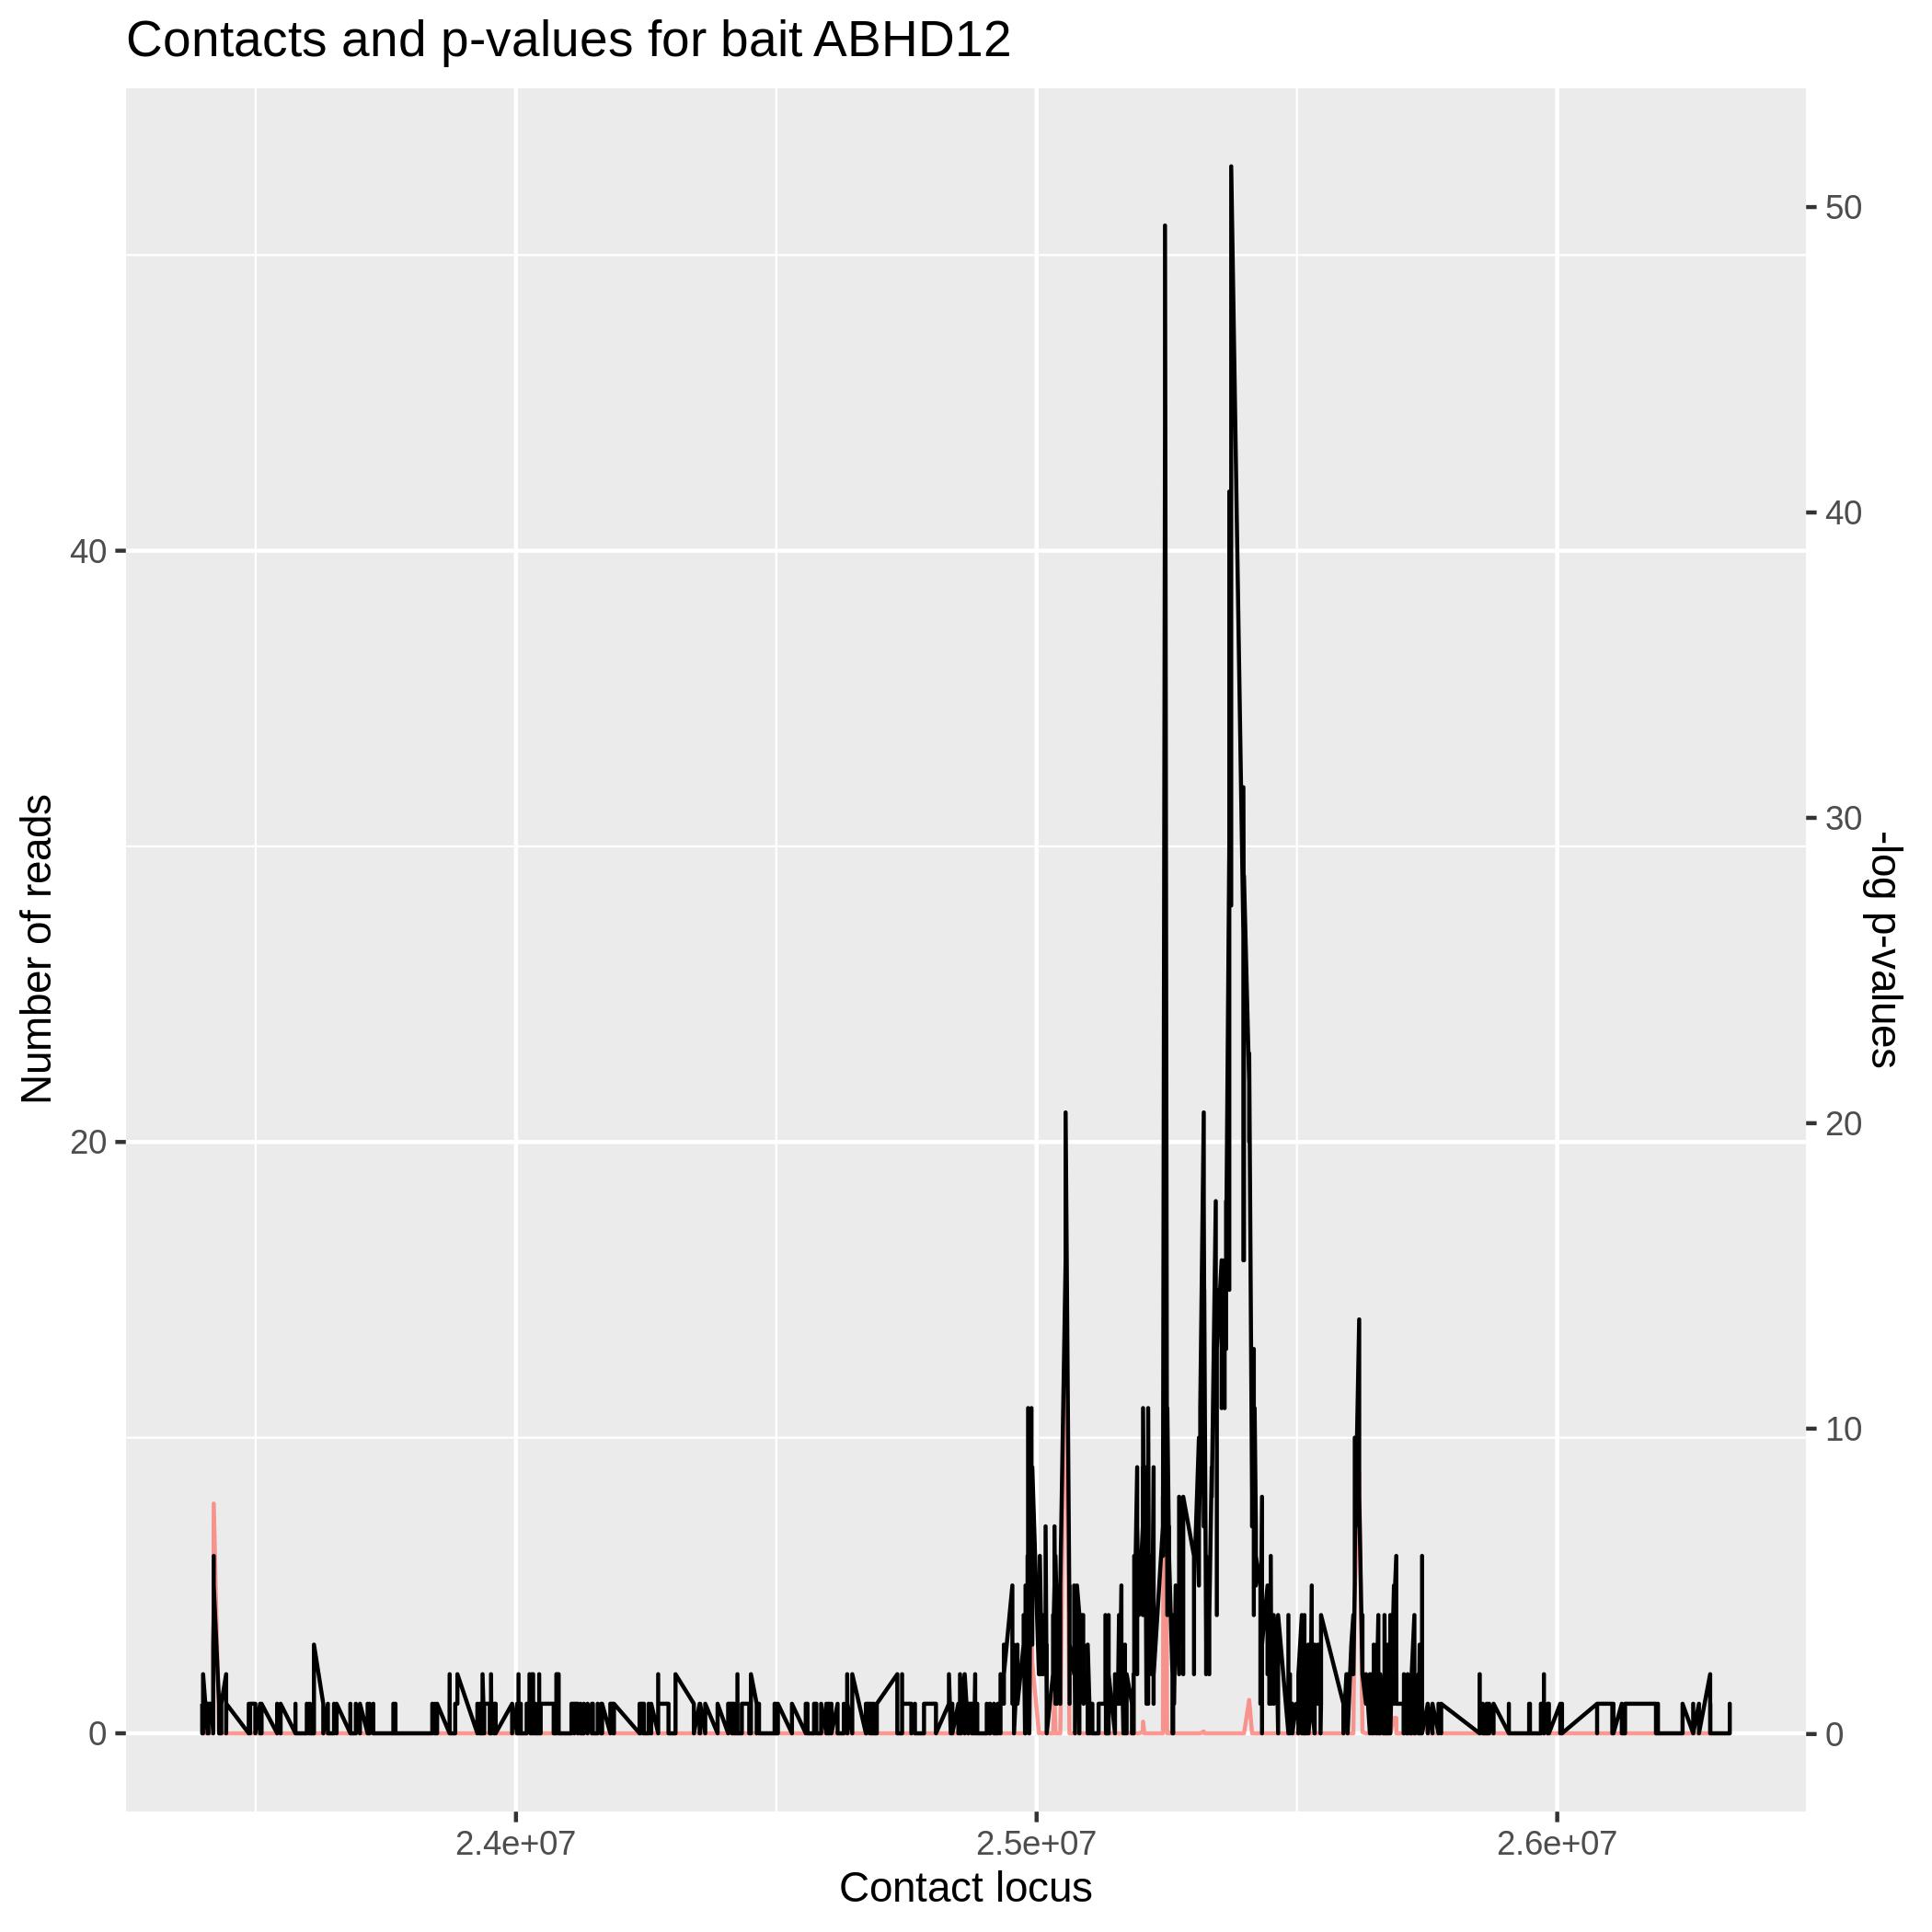 Contacts and p-values for bait ABHD12
Number of reads
40
20
0
50
40
30
20
10
0
-log p-values
2.4e+07
2.5e+07
2.6e+07
Contact locus